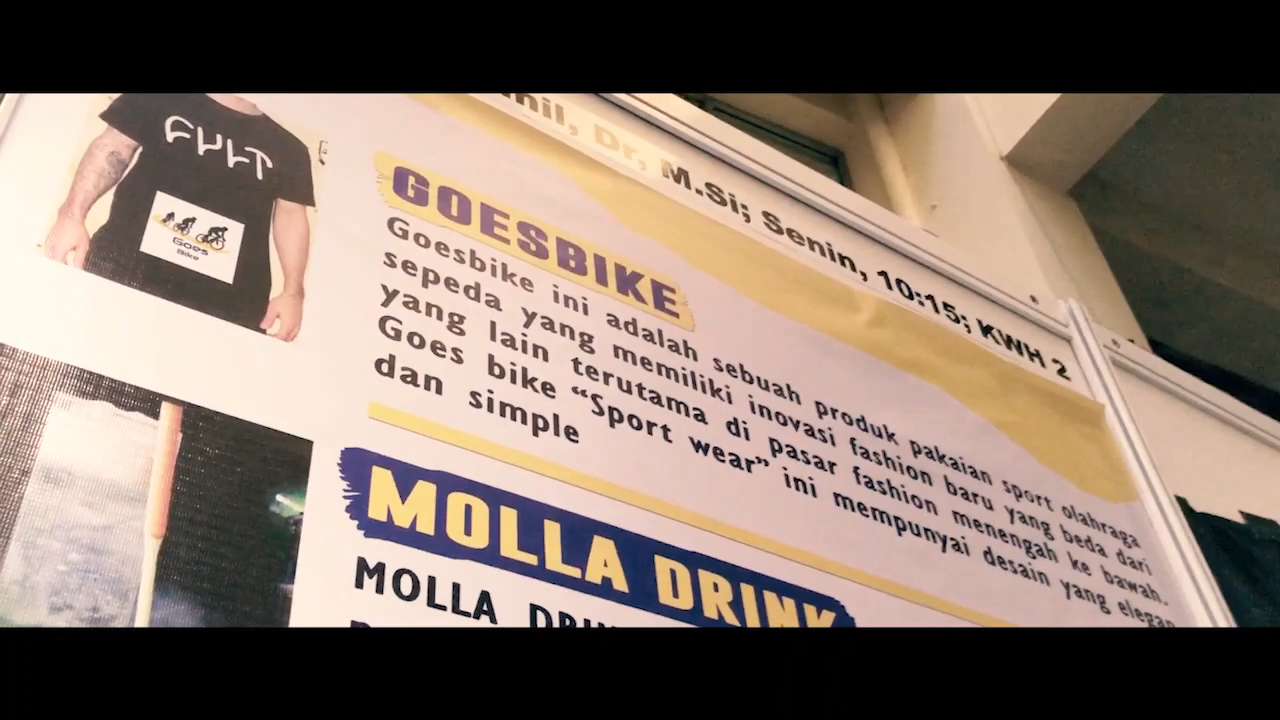 Dr, M.Si; Senin, 10:15; KWH 2
CULT
Goes
Bike
GOESBIKE
Goesbike ini adalah sebuah produk pakaian sport olahraga
sepeda yang memiliki inovasi fashion baru yang beda dari
yang lain terutama di pasar fashion menengah ke bawah.
Goes bike “Sport wear” ini mempunyai desain yang elegan
dan simple
MOLLA DRINK
MOLLA